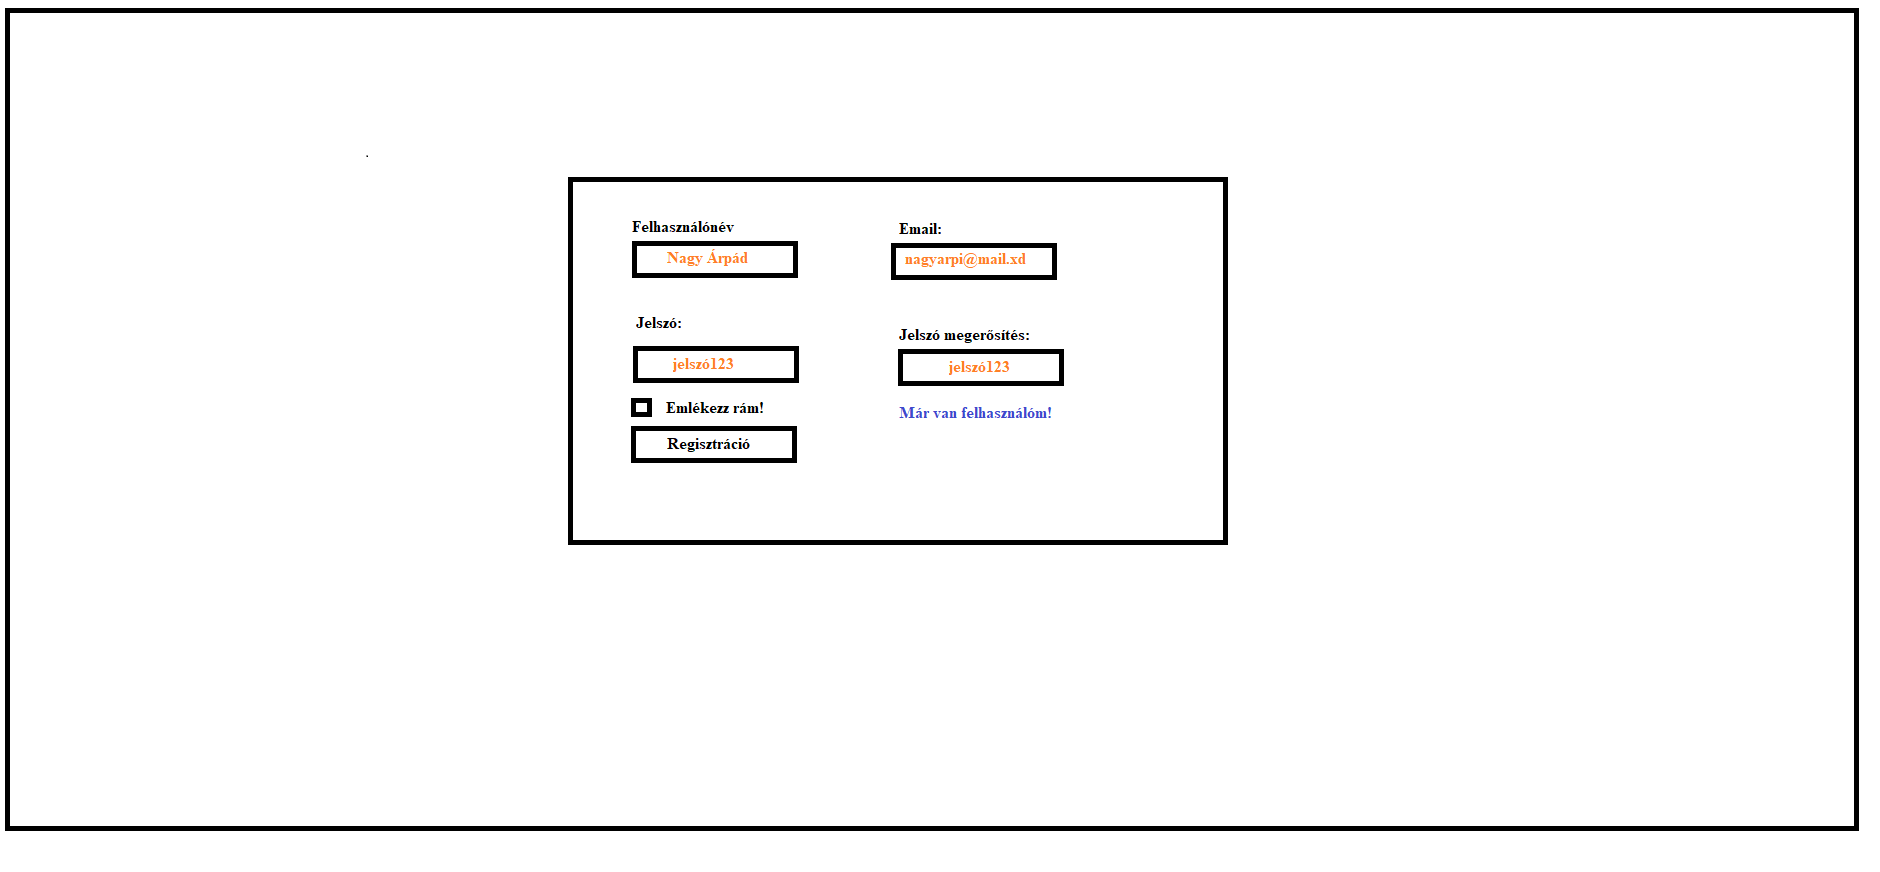 Felhasználónév
Email:
Nagy Árpád
nagyarpi@mail.xd
Jelszó:
Jelszó megerősítés:
jelszó123
jelszó123
Emlékezz rám!
Már van felhasználóm!
Regisztráció